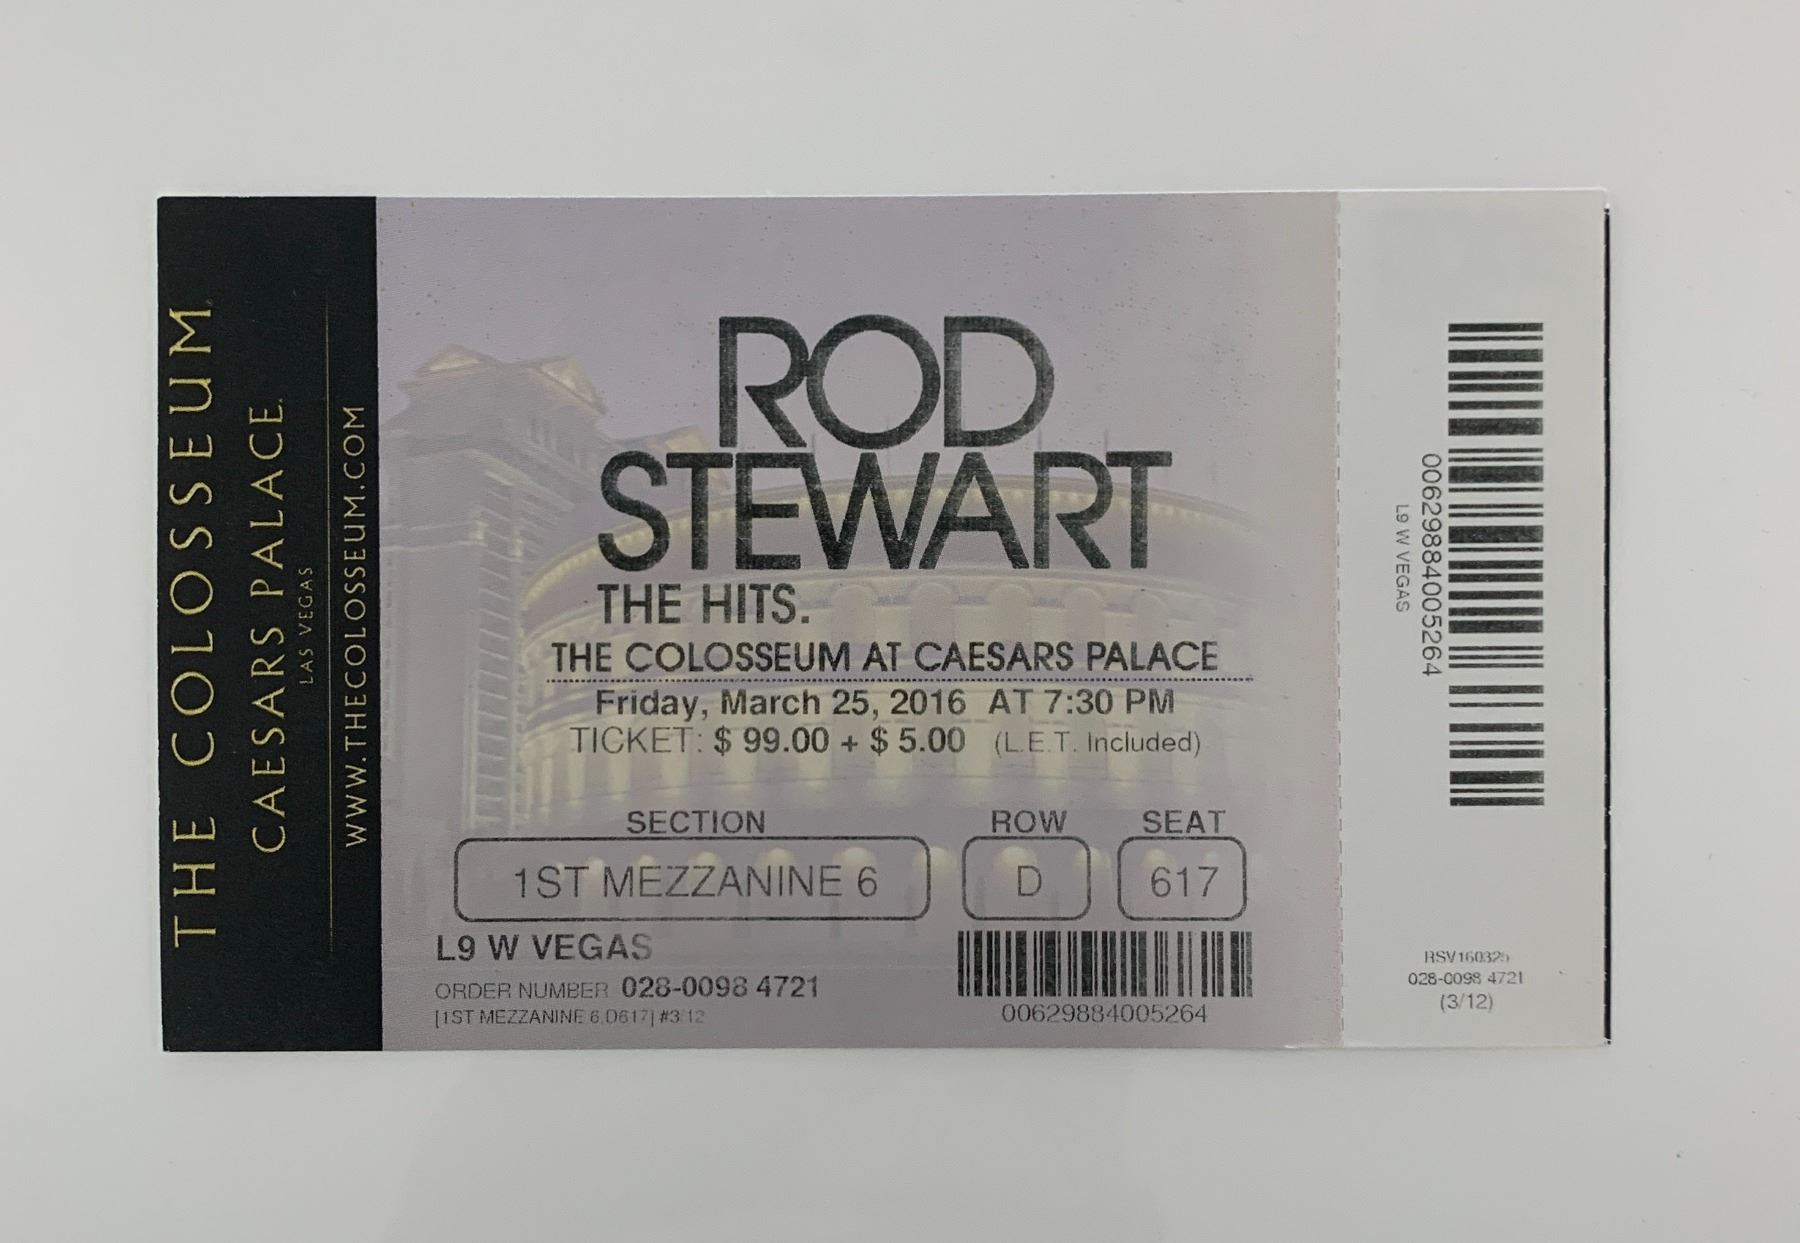 THE COLOSSEUM
CAESARS PALACE.
LAS VEGAS
WWW.THECOLOSSEUM.COM
ROD
STEWART
THE HITS.
THE COLOSSEUM AT CAESARS PALACE
Friday, March 25, 2016 AT 7:30 PM
TICKET: $ 99.00 + $ 5.00 (L.E.T. Included)
SECTION ROW SEAT
1ST MEZZANINE 6 D 617
L9 W VEGAS
ORDER NUMBER 028-0098 4721
[1ST MEZZANINE 6,D617] #3/12
00629884005264
00629884005264
L9 W VEGAS
RSV160325
028-0098 4721
(3/12)